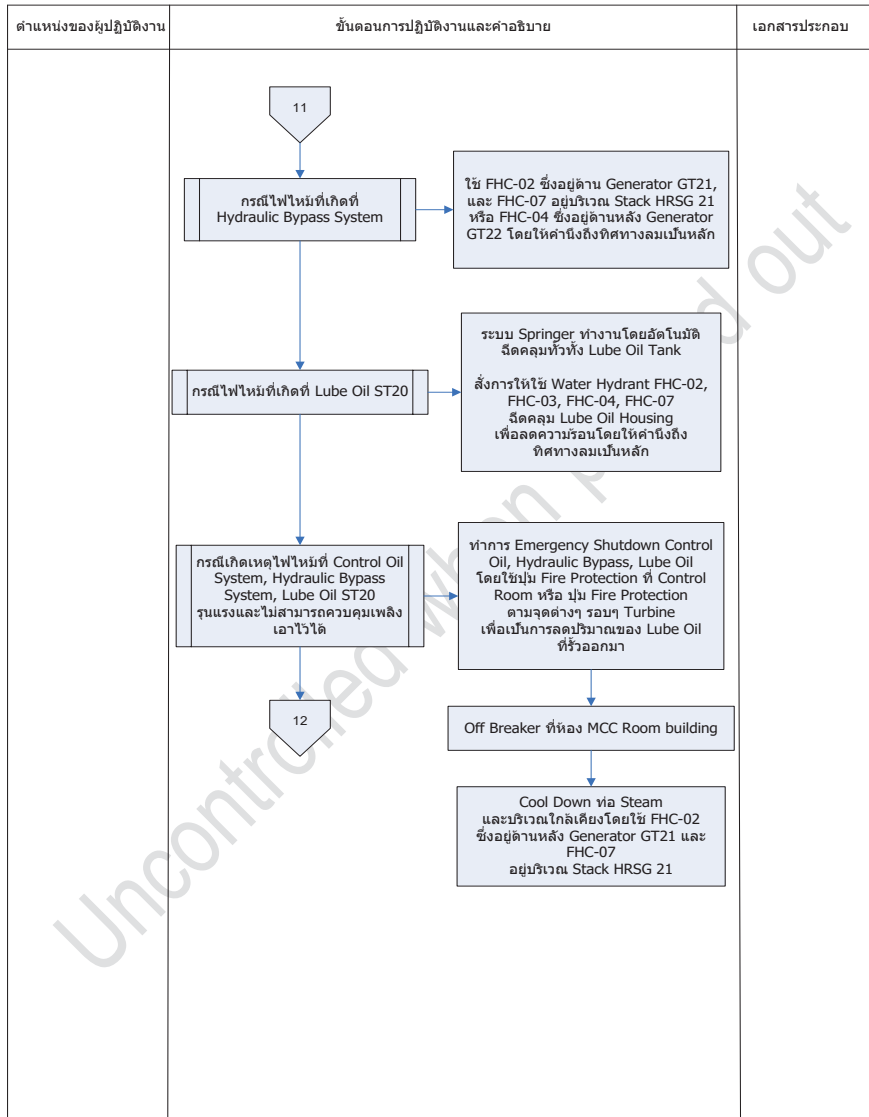 ตำแหน่งของผู้ปฏิบัติงาน
ขั้นตอนการปฏิบัติงานและคำอธิบาย
เอกสารประกอบ
11
กรณีไฟไหม้ที่เกิดที่
Hydraulic Bypass System
ใช้ FHC-02 ซึ่งอยู่ด้าน Generator GT21,
และ FHC-07 อยู่บริเวณ Stack HRSG 21
หรือ FHC-04 ซึ่งอยู่ด้านหลัง Generator
GT22 โดยให้คำนึงถึงทิศทางลมเป็นหลัก
กรณีไฟไหม้ที่เกิดที่ Lube Oil ST20
ระบบ Springer ทำงานโดยอัตโนมัติ
ฉีดคลุมทั่วทั้ง Lube Oil Tank
สั่งการให้ใช้ Water Hydrant FHC-02,
FHC-03, FHC-04, FHC-07
ฉีดคลุม Lube Oil Housing
เพื่อลดความร้อนโดยให้คำนึงถึง
ทิศทางลมเป็นหลัก
กรณีเกิดเหตุไฟไหม้ที่ Control Oil
System, Hydraulic Bypass
System, Lube Oil ST20
รุนแรงและไม่สามารถควบคุมเพลิง
เอาไว้ได้
ทำการ Emergency Shutdown Control
Oil, Hydraulic Bypass, Lube Oil
โดยใช้ปุ่ม Fire Protection ที่ Control
Room หรือ ปุ่ม Fire Protection
ตามจุดต่างๆ รอบๆ Turbine
เพื่อเป็นการลดปริมาณของ Lube Oil
ที่รั่วออกมา
12
Off Breaker ที่ห้อง MCC Room building
Cool Down ท่อ Steam
และบริเวณใกล้เคียงโดยใช้ FHC-02
ซึ่งอยู่ด้านหลัง Generator GT21 และ
FHC-07
อยู่บริเวณ Stack HRSG 21
Uncontrolled when p d out